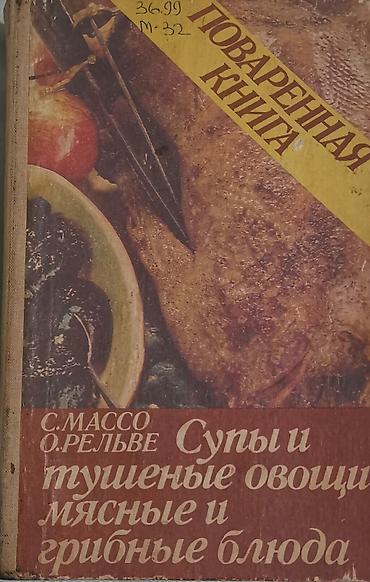 36.99
М-32
ПОВАРЕННАЯ
КНИГА
С.МАССО
О.РЕЛЬВЕ Супы и
тушеные овощи
мясные и
грибные блюда